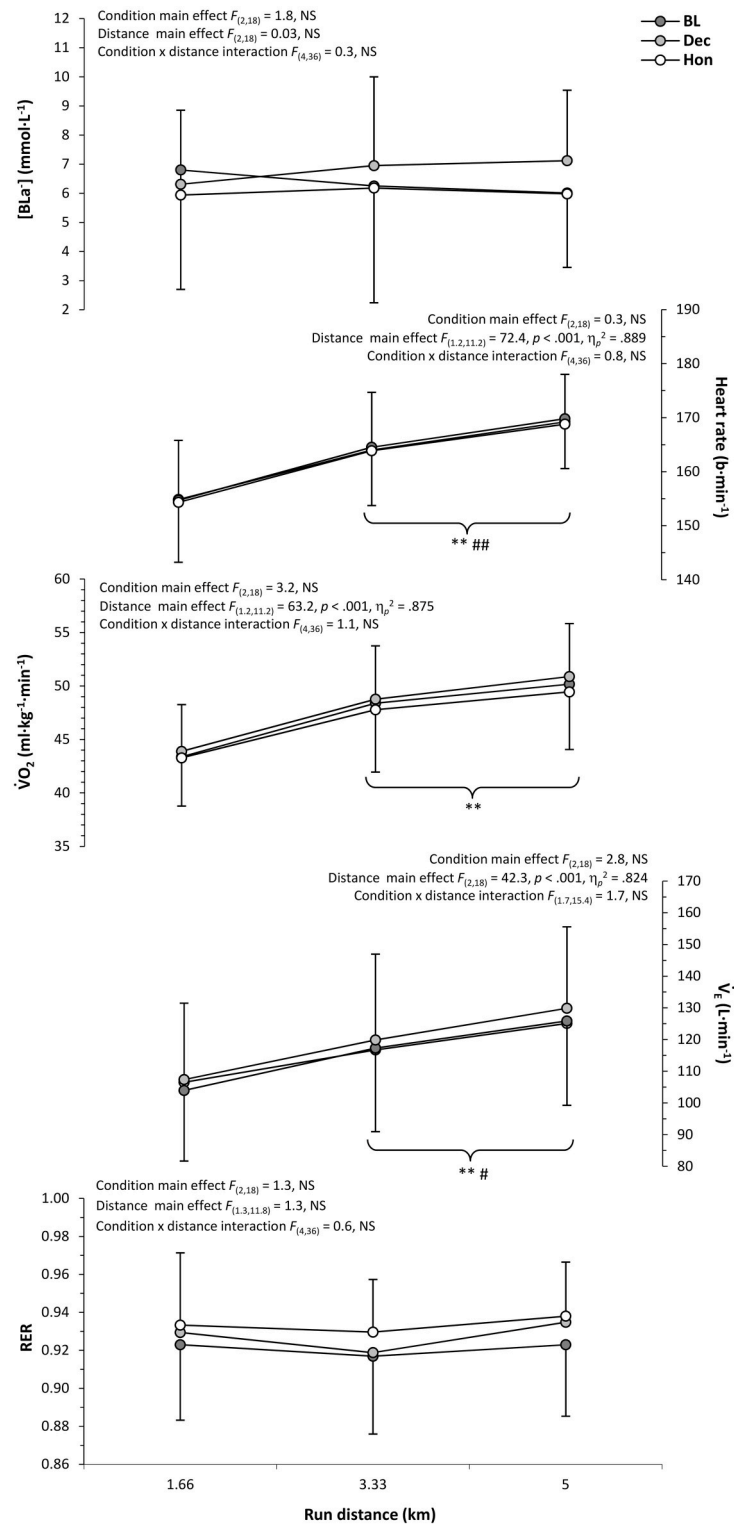 Condition main effect F(2,18) = 1.8, NS
Distance main effect F(2,18) = 0.03, NS
Condition x distance interaction F(4,36) = 0.3, NS
BL
Dec
Hon
[BLa-] (mmol·L-1)
12
11
10
9
8
7
6
5
4
3
2
Condition main effect F(2,18) = 0.3, NS
Distance main effect F(1.2,11.2) = 72.4, p < .001, ηp2 = .889
Condition x distance interaction F(4,36) = 0.8, NS
190
180
170
160
150
140
Heart rate (b·min-1)
** ##
Condition main effect F(2,18) = 3.2, NS
Distance main effect F(1.2,11.2) = 63.2, p < .001, ηp2 = .875
Condition x distance interaction F(4,36) = 1.1, NS
V̇O2 (ml·kg-1·min-1)
60
55
50
45
40
35
**
Condition main effect F(2,18) = 2.8, NS
Distance main effect F(2,18) = 42.3, p < .001, ηp2 = .824
Condition x distance interaction F(1.7,15.4) = 1.7, NS
170
160
150
140
130
120
110
100
90
80
V̇E (L·min-1)
** #
Condition main effect F(2,18) = 1.3, NS
Distance main effect F(1.3,11.8) = 1.3, NS
Condition x distance interaction F(4,36) = 0.6, NS
RER
1.00
0.98
0.96
0.94
0.92
0.90
0.88
0.86
1.66
3.33
5
Run distance (km)